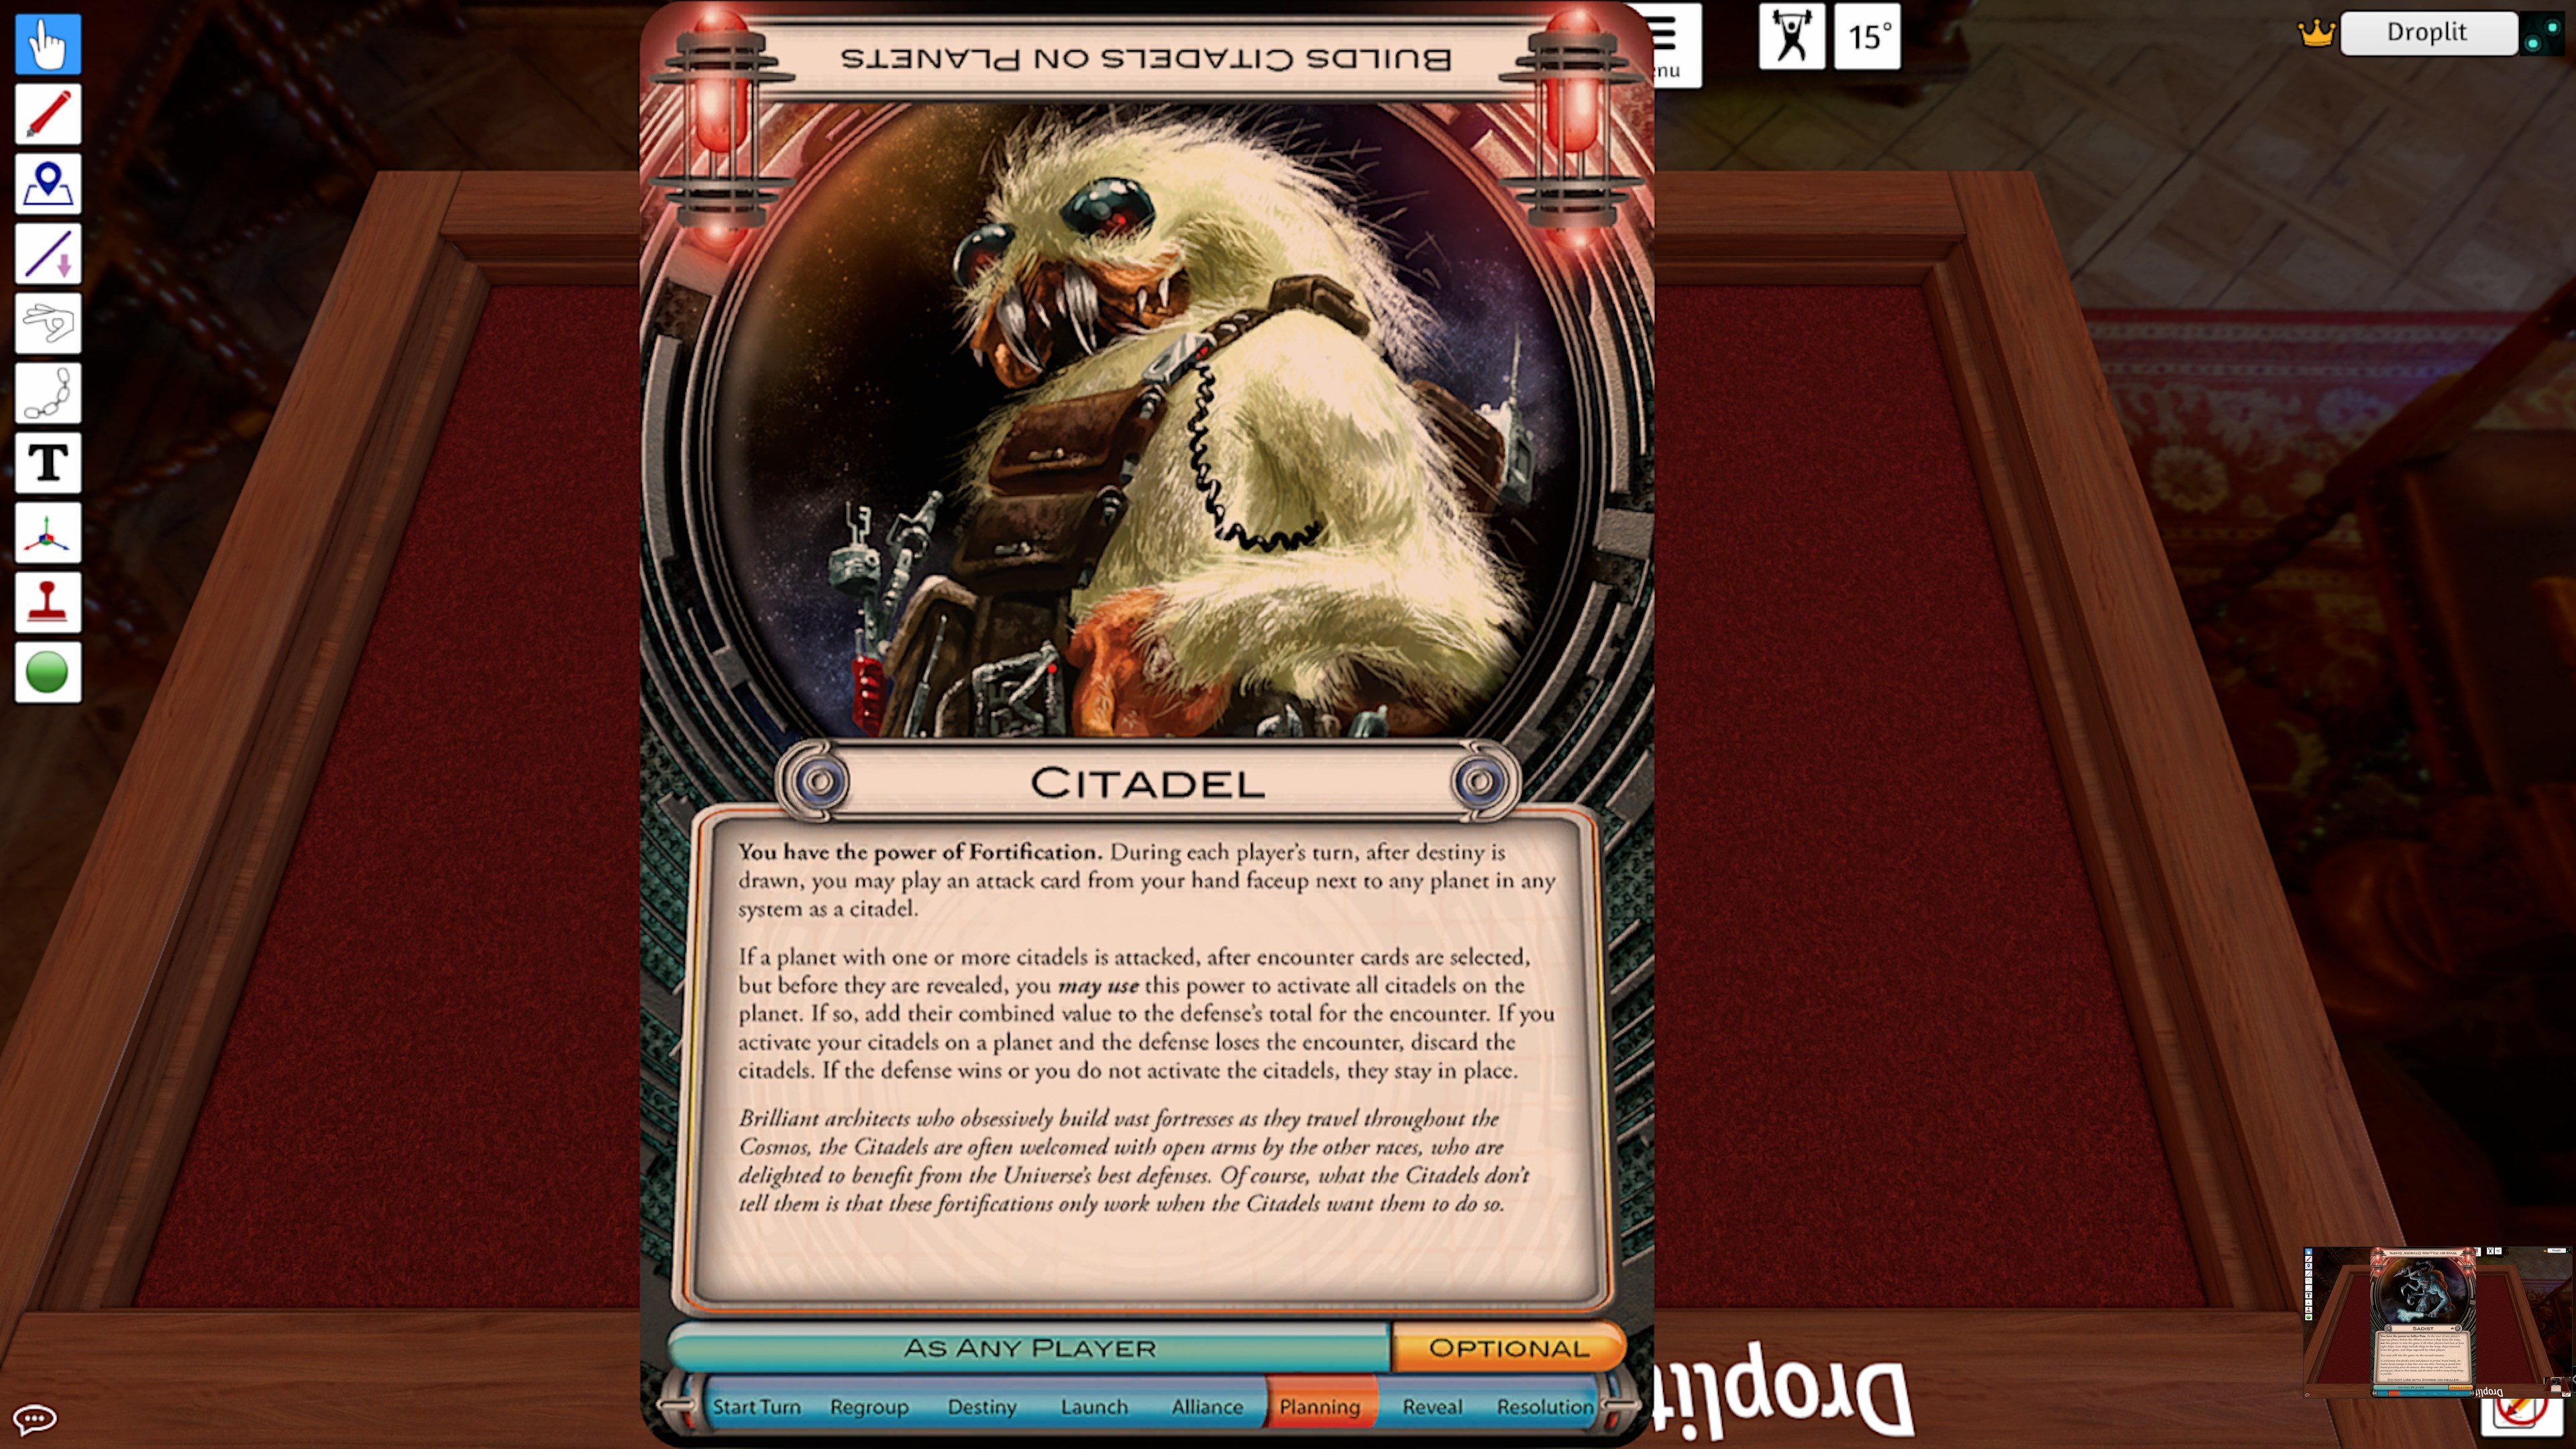 BUILDS CITADELS ON PLANETS
nu
15°
Droplit
T
CITADEL
You have the power of Fortification. During each player's turn, after destiny is
drawn, you may play an attack card from your hand faceup next to any planet in any
system as a citadel.
If a planet with one or more citadels is attacked, after encounter cards are selected,
but before they are revealed, you may use this power to activate all citadels on the
planet. If so, add their combined value to the defense's total for the encounter. If you
activate your citadels on a planet and the defense loses the encounter, discard the
citadels. If the defense wins or you do not activate the citadels, they stay in place.
Brilliant architects who obsessively build vast fortresses as they travel throughout the
Cosmos, the Citadels are often welcomed with open arms by the other races, who are
delighted to benefit from the Universe's best defenses. Of course, what the Citadels don't
tell them is that these fortifications only work when the Citadels want them to do so.
AS ANY PLAYER
OPTIONAL
Start Turn
Regroup
Destiny
Launch
Alliance
Planning
Reveal
Resolution
Droplit
SADIST
Droplit